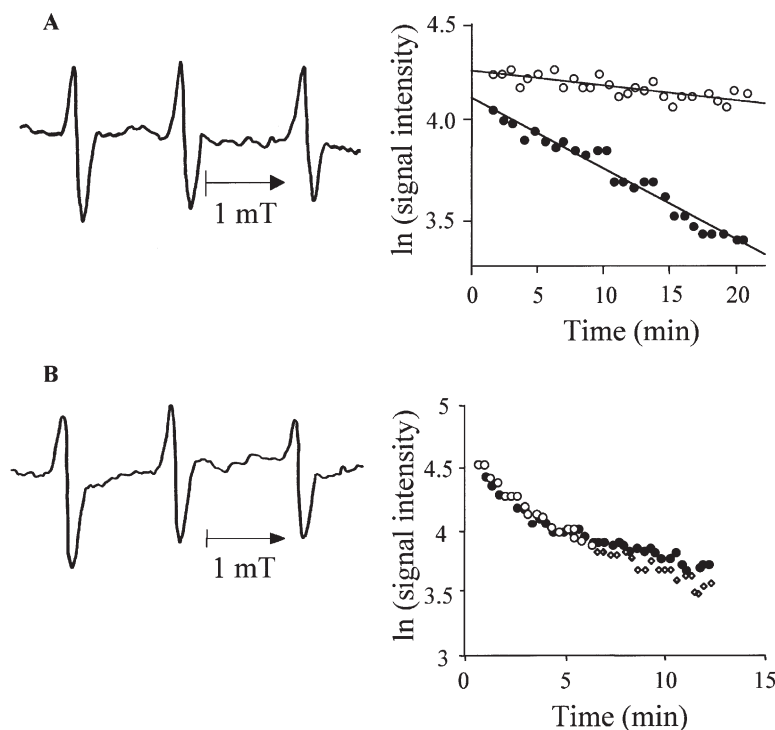 A
1 mT
ln (signal intensity)
4.5
4.0
3.5
0 5 10 15 20
Time (min)
B
1 mT
ln (signal intensity)
5
4.5
4
3.5
3
0 5 10 15
Time (min)